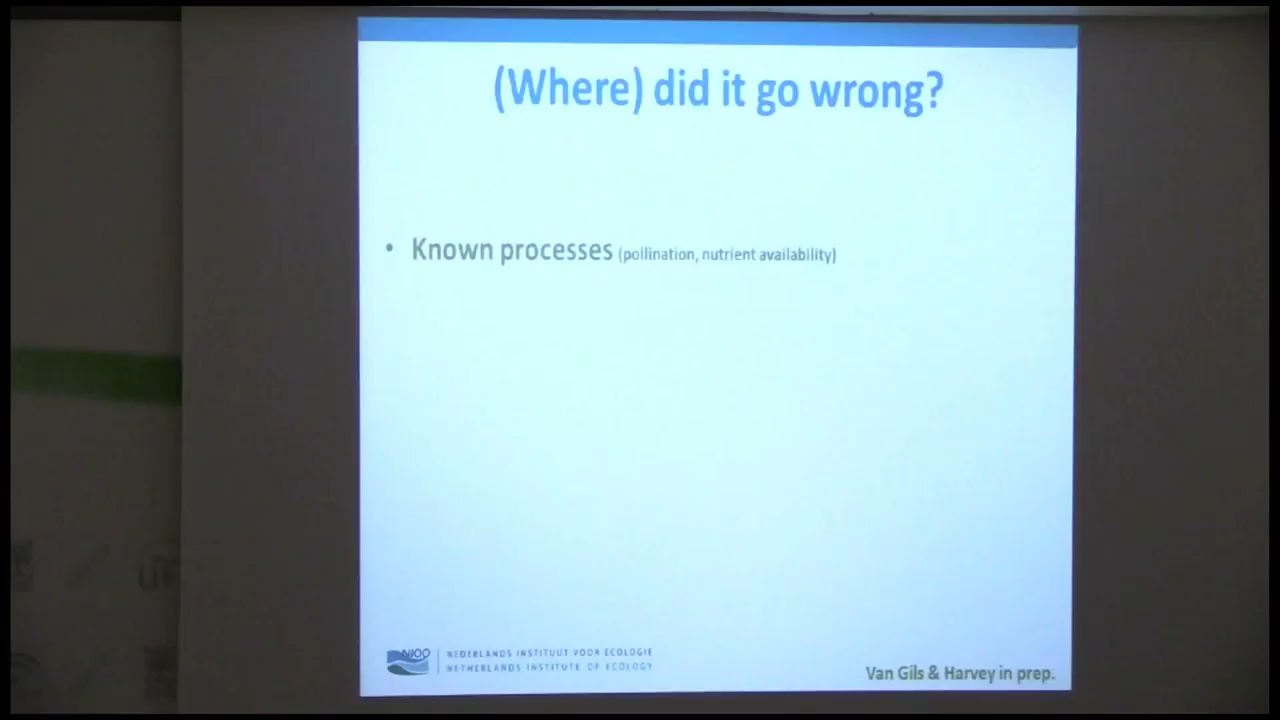 (Where) did it go wrong?
• Known processes (pollination, nutrient availability)
NIOO
NEDERLANDS INSTITUUT VOOR ECOLOGIE
NETHERLANDS INSTITUTE OF ECOLOGY
Van Gils & Harvey in prep.